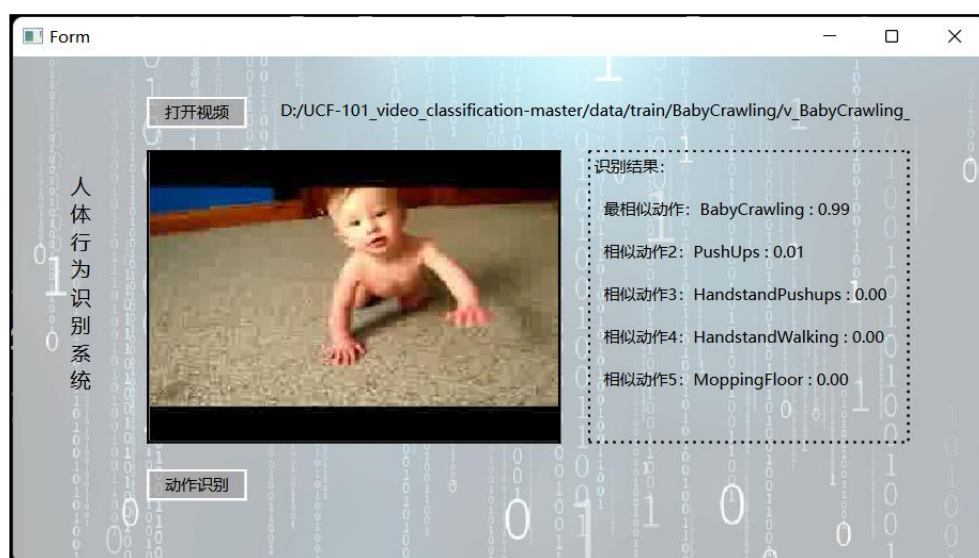 Form
打开视频
D:/UCF-101_video_classification-master/data/train/BabyCrawling/v_BabyCrawling_
人体行为识别系统
识别结果：
最相似动作：BabyCrawling : 0.99
相似动作2：PushUps : 0.01
相似动作3：HandstandPushups : 0.00
相似动作4：HandstandWalking : 0.00
相似动作5：MoppingFloor : 0.00
动作识别